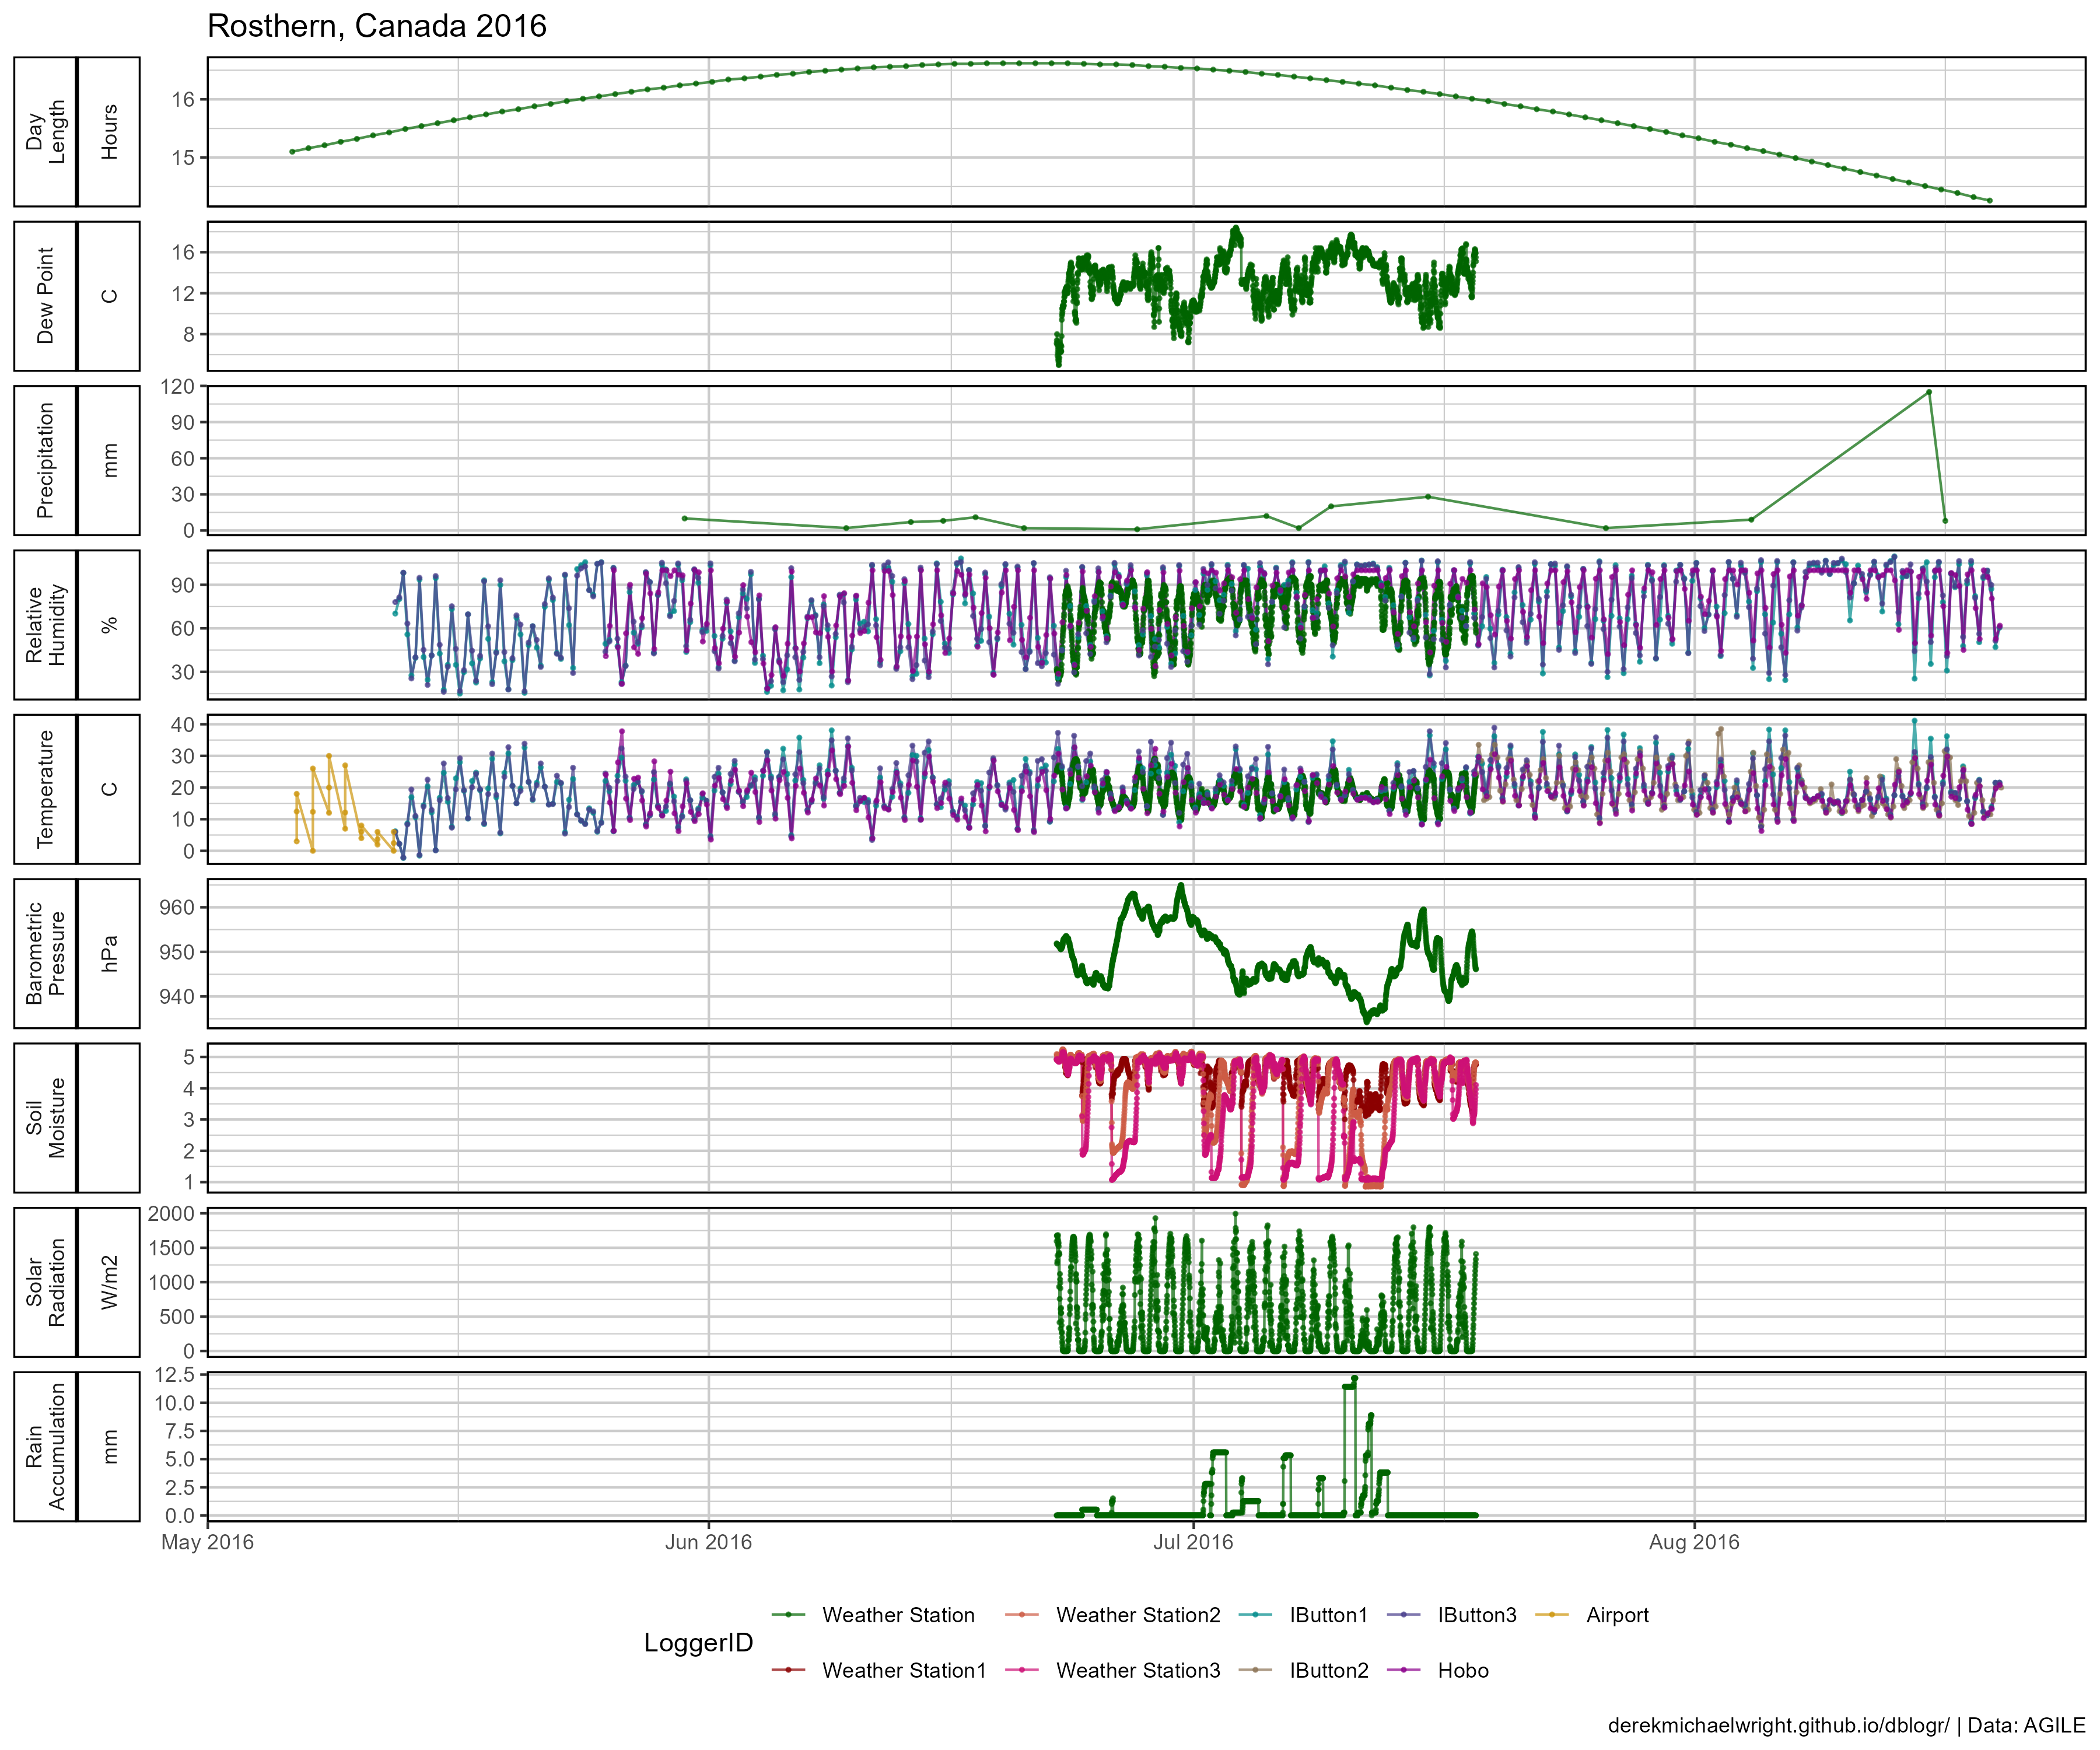 Rosthern, Canada 2016
Day
Length
Hours
16
15
Dew Point
C
16
12
8
Precipitation
mm
120
90
60
30
0
Relative
Humidity
%
90
60
30
Temperature
C
40
30
20
10
0
Barometric
Pressure
hPa
960
950
940
Soil
Moisture
5
4
3
2
1
Solar
Radiation
W/m2
2000
1500
1000
500
0
Rain
Accumulation
mm
12.5
10.0
7.5
5.0
2.5
0.0
May 2016 Jun 2016 Jul 2016 Aug 2016
LoggerID
Weather Station Weather Station2 IButton1 IButton3 Airport
Weather Station1 Weather Station3 IButton2 Hobo
derekmichaelwright.github.io/dblogr/ | Data: AGILE